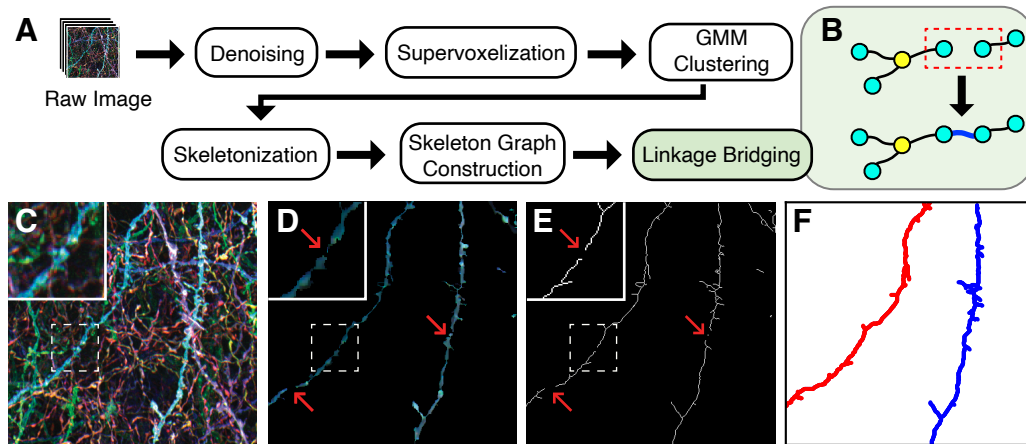 A
B
Raw Image
Denoising
Supervoxelization
GMM
Clustering
Skeletonization
Skeleton Graph
Construction
Linkage Bridging
C
D
E
F